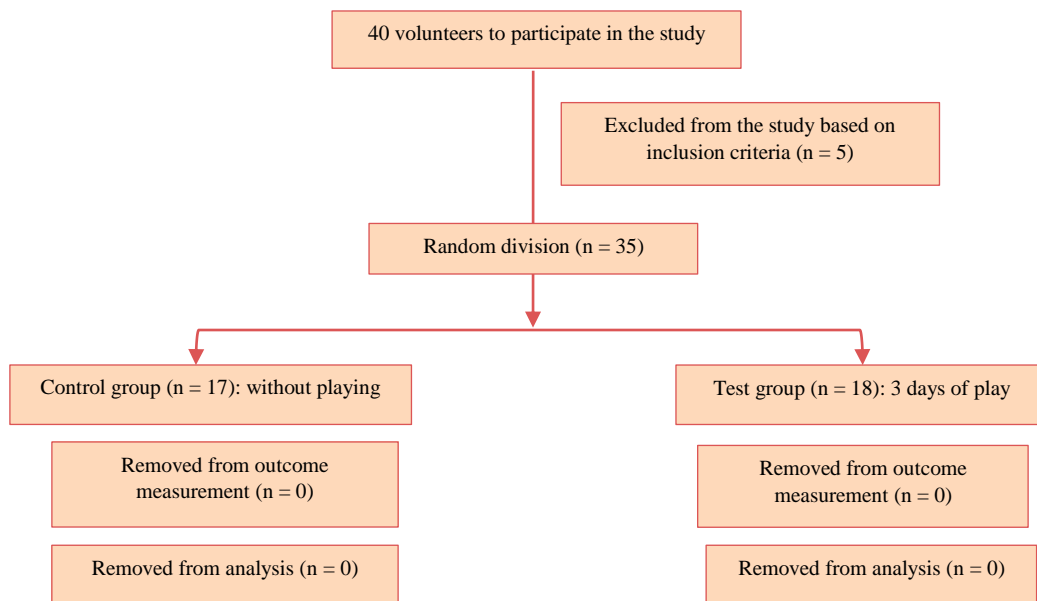 40 volunteers to participate in the study
Excluded from the study based on
inclusion criteria (n = 5)
Random division (n = 35)
Control group (n = 17): without playing
Test group (n = 18): 3 days of play
Removed from outcome
measurement (n = 0)
Removed from outcome
measurement (n = 0)
Removed from analysis (n = 0)
Removed from analysis (n = 0)